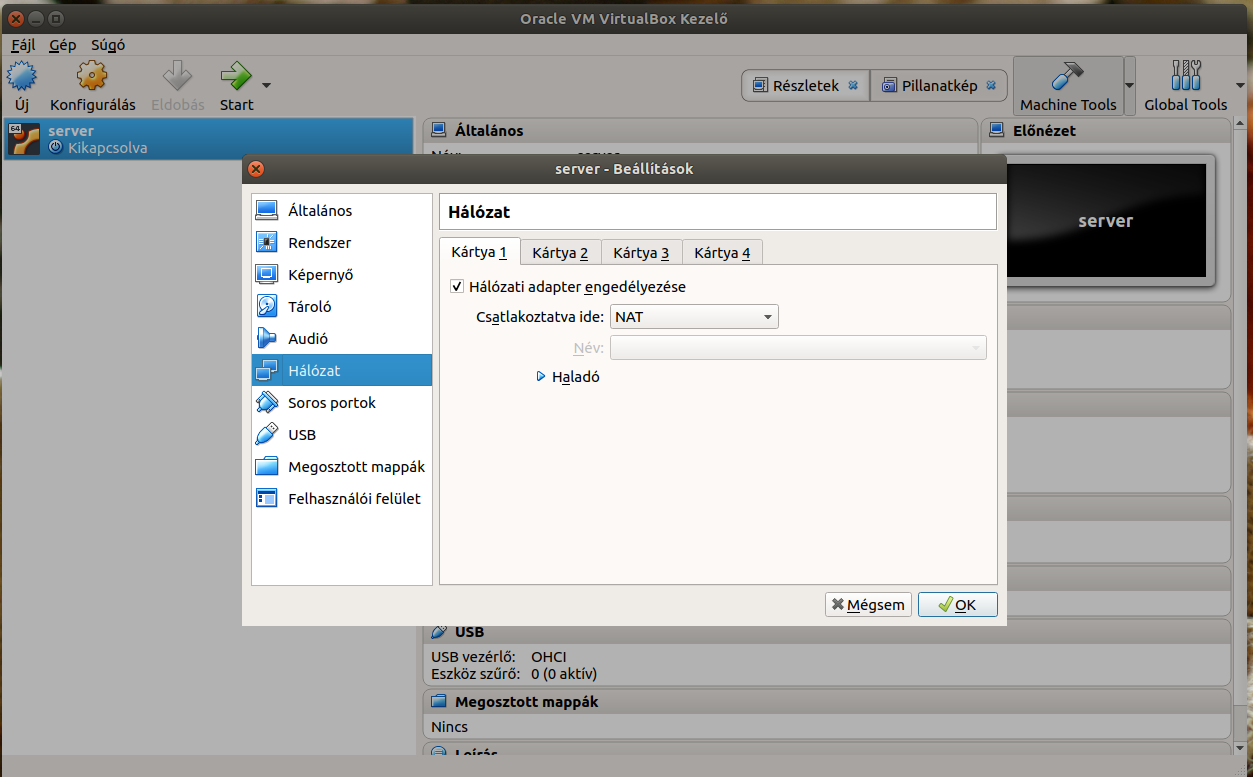 Oracle VM VirtualBox Kezelő
Fájl Gép Súgó
Új Konfigurálás Eldobás Start Részletek Pillanatkép Machine Tools Global Tools
64 server
Kikapcsolva
Általános
Előnézet
server
server - Beállítások
Általános
Rendszer
Képernyő
Tároló
Audió
Hálózat
Soros portok
USB
Megosztott mappák
Felhasználói felület
Hálózat
Kártya 1 Kártya 2 Kártya 3 Kártya 4
Hálózati adapter engedélyezése
Csatlakoztatva ide: NAT
Név:
Haladó
Mégsem OK
USB
USB vezérlő: OHCI
Eszköz szűrő: 0 (0 aktív)
Megosztott mappák
Nincs
Leírás